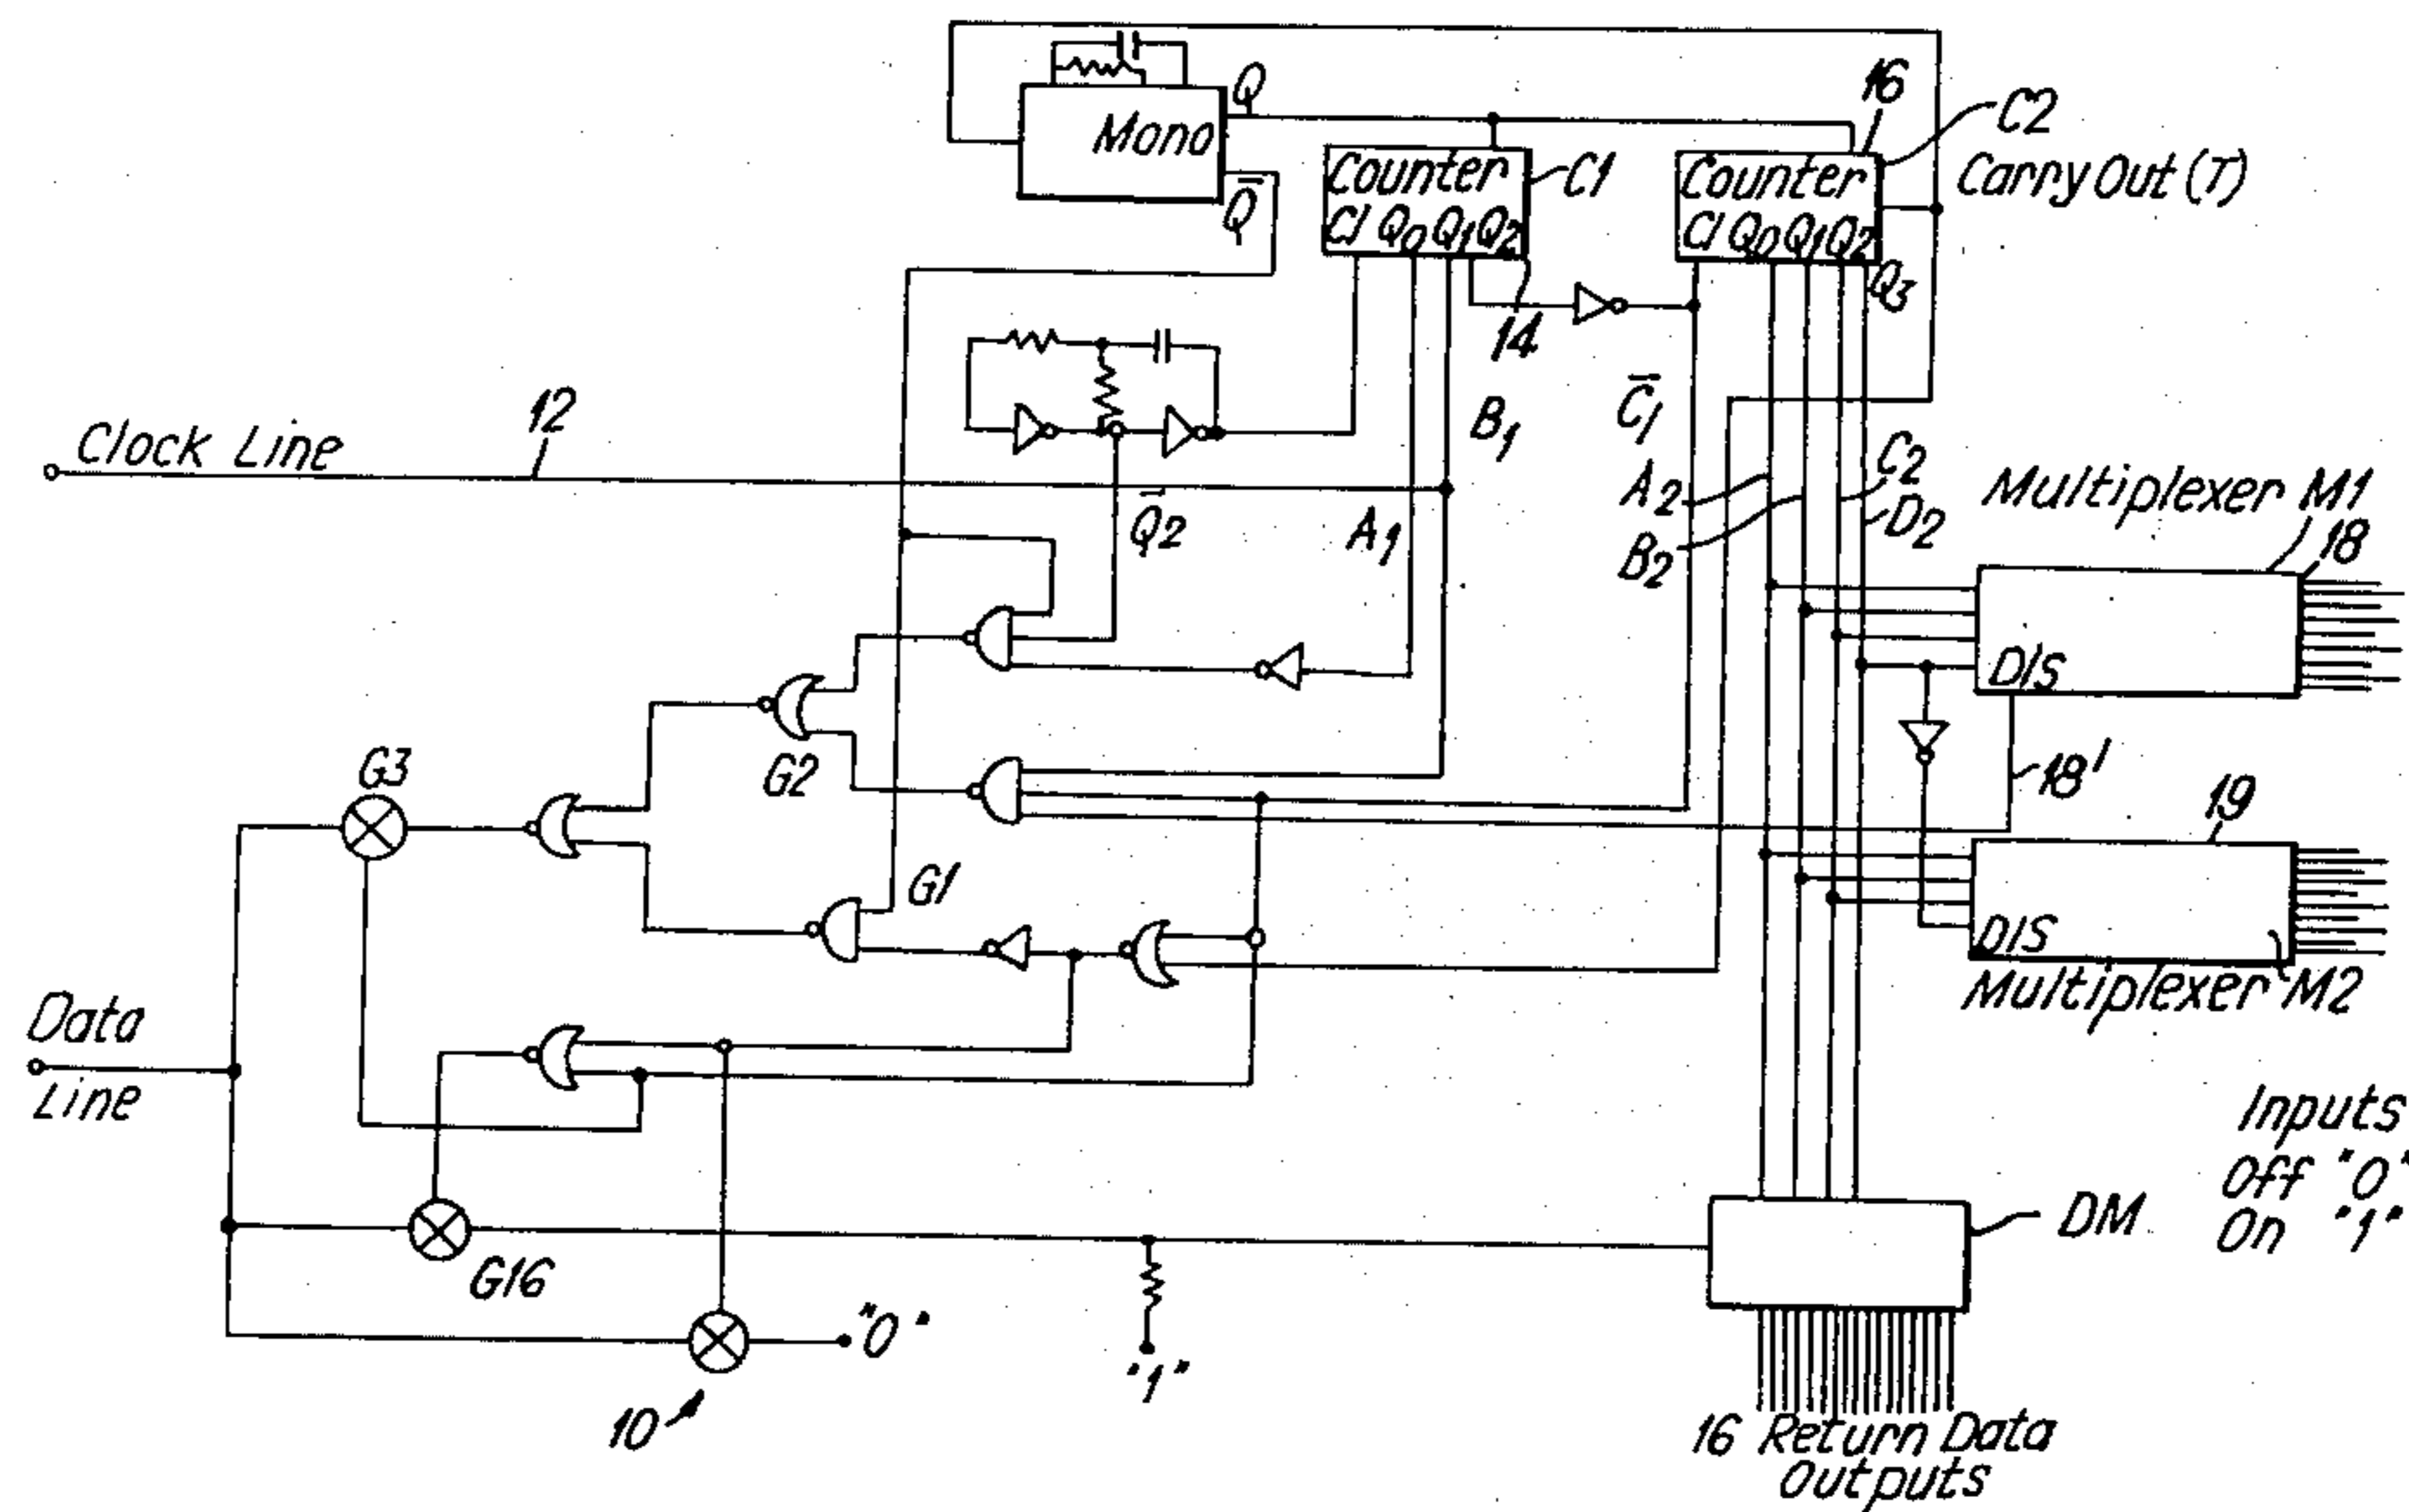 Q
Mono
Q̄
16
C2
Counter
Cl Q0 Q1 Q2
C1
Counter
Cl Q0 Q1 Q2
Q3
Carry Out (T)
14
12
Clock Line
B1
C̄1
Q̄2
A1
A2
B2
C2
D2
Multiplexer M1
18
DIS
18'
19
G3
G2
G1
DIS
Multiplexer M2
Data
Line
Inputs
Off "0"
On "1"
DM
G16
"0"
"1"
10
16 Return Data
Outputs